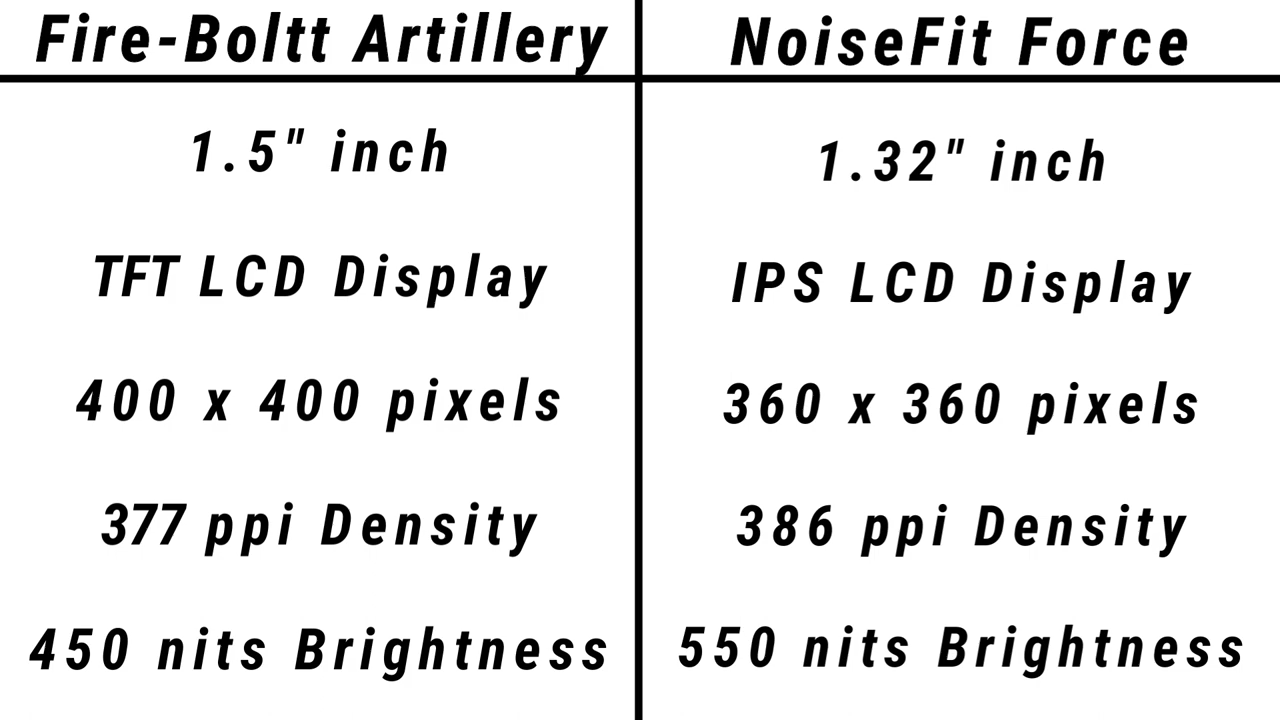 Fire-Boltt Artillery
1.5" inch
TFT LCD Display
400 x 400 pixels
377 ppi Density
450 nits Brightness
NoiseFit Force
1.32" inch
IPS LCD Display
360 x 360 pixels
386 ppi Density
550 nits Brightness